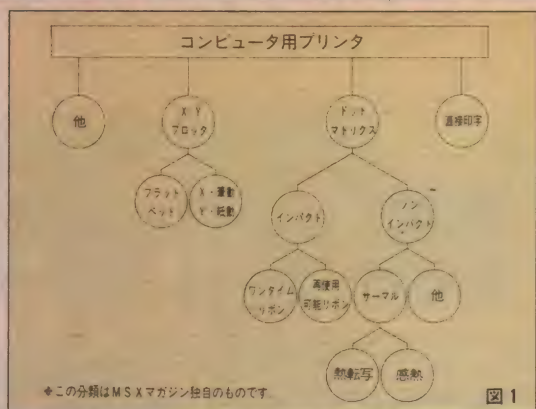 コンピュータ用プリンタ
他
X・Y
プロッタ
ドット
マトリクス
直接印字
フラット
ベット
X・筆動
Y・紙動
インパクト
ノン
インパクト
ワンタイム
リボン
再使用
可能リボン
サーマル
他
熱転写
感熱
◆この分類はMSXマガジン独自のものです
図1